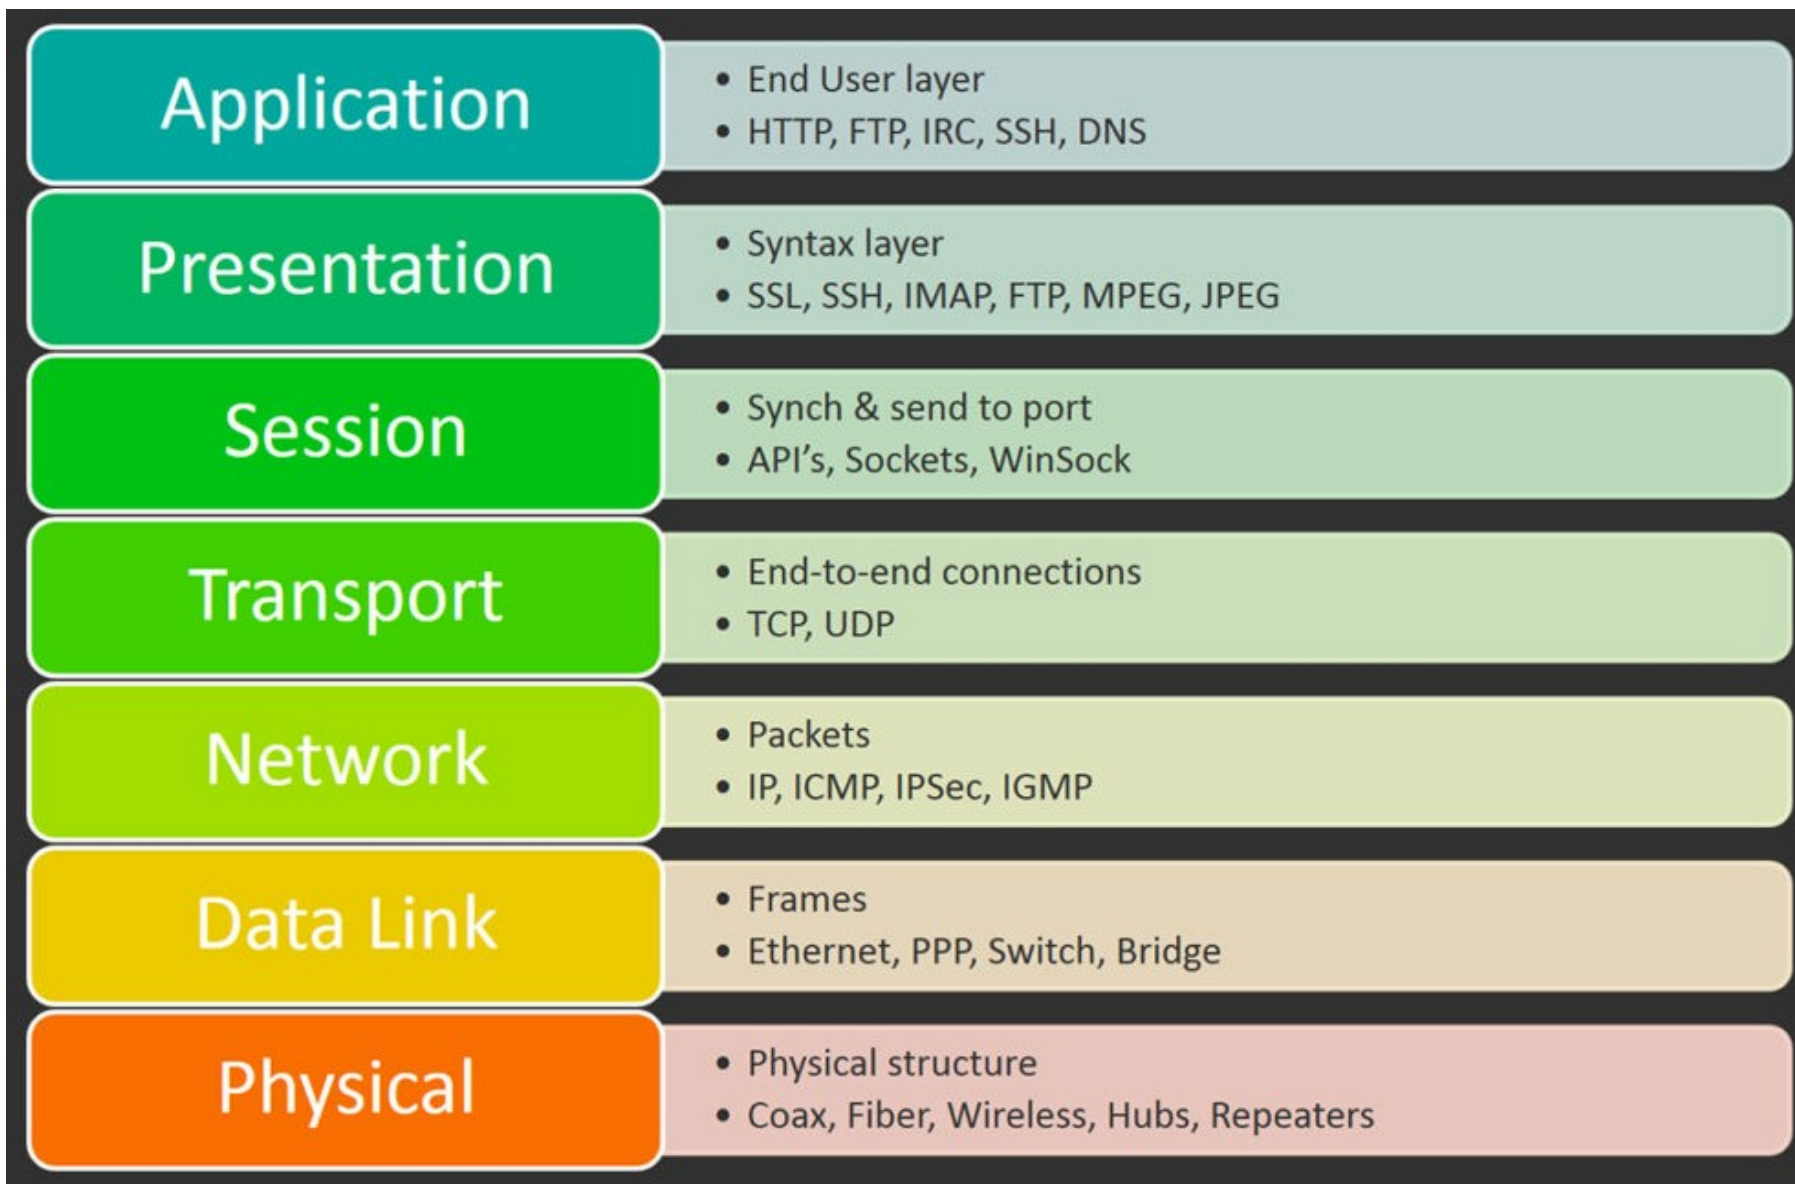 Application
• End User layer
• HTTP, FTP, IRC, SSH, DNS
Presentation
• Syntax layer
• SSL, SSH, IMAP, FTP, MPEG, JPEG
Session
• Synch & send to port
• API’s, Sockets, WinSock
Transport
• End-to-end connections
• TCP, UDP
Network
• Packets
• IP, ICMP, IPSec, IGMP
Data Link
• Frames
• Ethernet, PPP, Switch, Bridge
Physical
• Physical structure
• Coax, Fiber, Wireless, Hubs, Repeaters